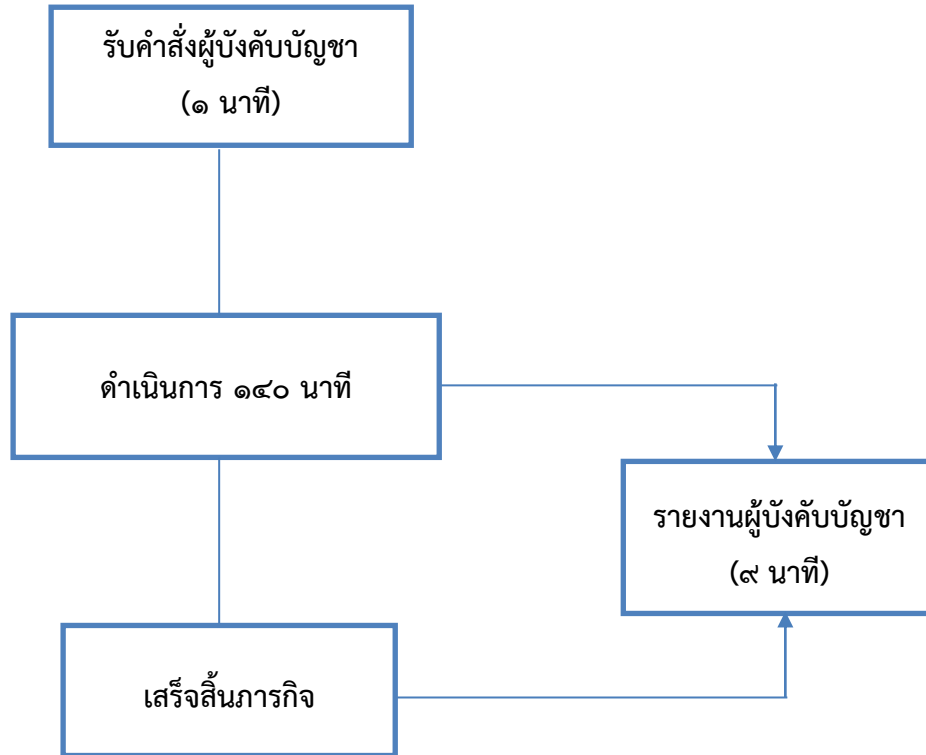 รับคำสั่งผู้บังคับบัญชา
(๑ นาที)
ดำเนินการ ๑๔๐ นาที
รายงานผู้บังคับบัญชา
(๙ นาที)
เสร็จสิ้นภารกิจ